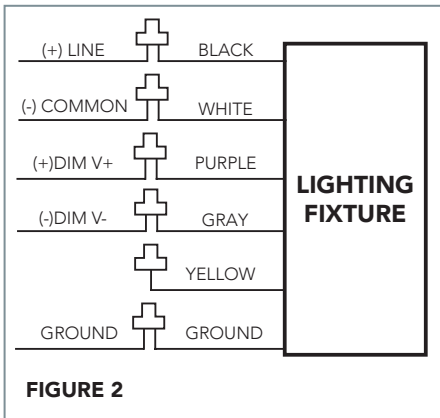 (+) LINE BLACK
(-) COMMON WHITE
(+)DIM V+ PURPLE
LIGHTING
FIXTURE
(-)DIM V- GRAY
YELLOW
GROUND GROUND
FIGURE 2